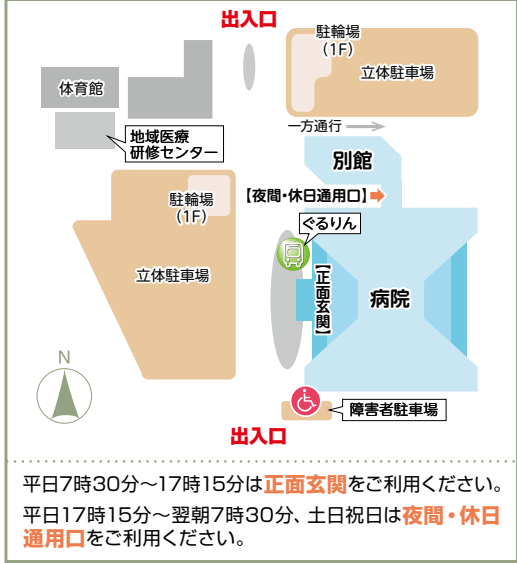 出入口
駐輪場
(1F)
立体駐車場
体育館
一方通行
地域医療
研修センター
別館
【夜間・休日通用口】
駐輪場
(1F)
ぐるりん
立体駐車場
【正面玄関】
病院
N
障害者駐車場
出入口
平日7時30分～17時15分は正面玄関をご利用ください。
平日17時15分～翌朝7時30分、土日祝日は夜間・休日
通用口をご利用ください。